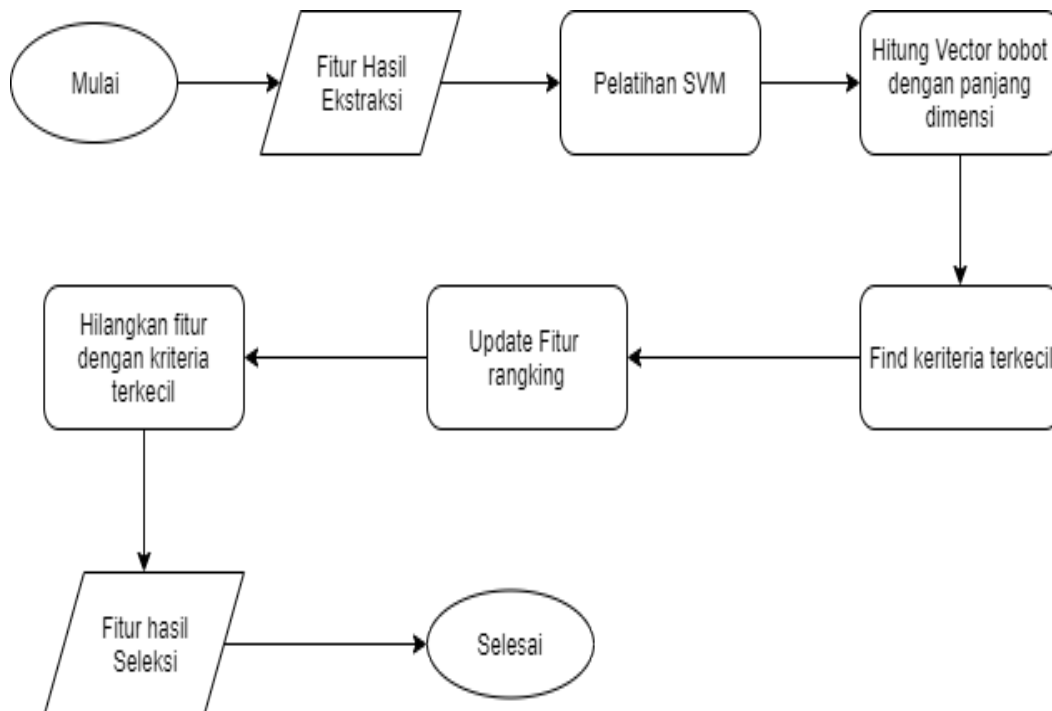 Mulai
Fitur Hasil
Ekstraksi
Pelatihan SVM
Hitung Vector bobot
dengan panjang
dimensi
Find keriteria terkecil
Update Fitur
rangking
Hilangkan fitur
dengan kriteria
terkecil
Fitur hasil
Seleksi
Selesai